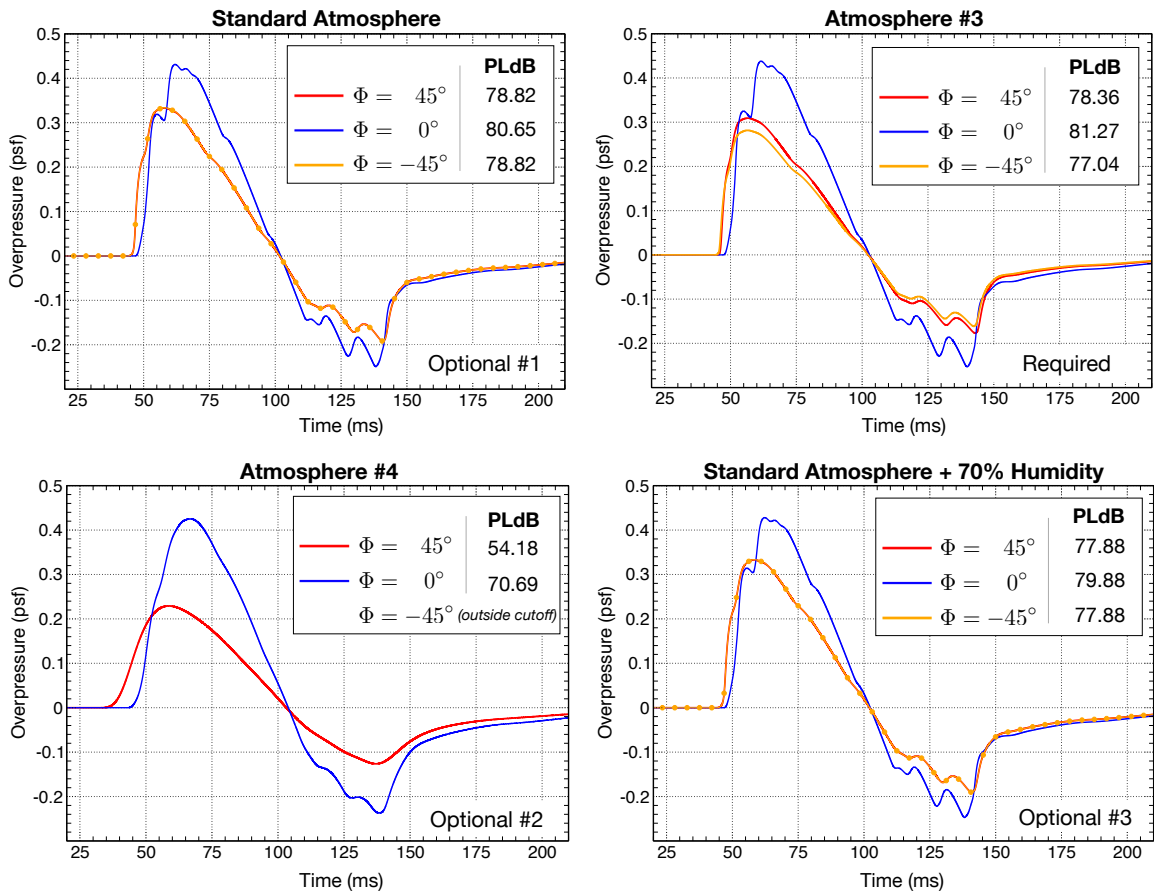 Standard Atmosphere
0.5
0.4
0.3
0.2
0.1
0
-0.1
-0.2
Overpressure (psf)
PLdB
Φ = 45° 78.82
Φ = 0° 80.65
Φ = −45° 78.82
Optional #1
25 50 75 100 125 150 175 200
Time (ms)
Atmosphere #3
0.5
0.4
0.3
0.2
0.1
0
-0.1
-0.2
Overpressure (psf)
PLdB
Φ = 45° 78.36
Φ = 0° 81.27
Φ = −45° 77.04
Required
25 50 75 100 125 150 175 200
Time (ms)
Atmosphere #4
0.5
0.4
0.3
0.2
0.1
0
-0.1
-0.2
Overpressure (psf)
PLdB
Φ = 45° 54.18
Φ = 0° 70.69
Φ = −45° (outside cutoff)
Optional #2
25 50 75 100 125 150 175 200
Time (ms)
Standard Atmosphere + 70% Humidity
0.5
0.4
0.3
0.2
0.1
0
-0.1
-0.2
Overpressure (psf)
PLdB
Φ = 45° 77.88
Φ = 0° 79.88
Φ = −45° 77.88
Optional #3
25 50 75 100 125 150 175 200
Time (ms)